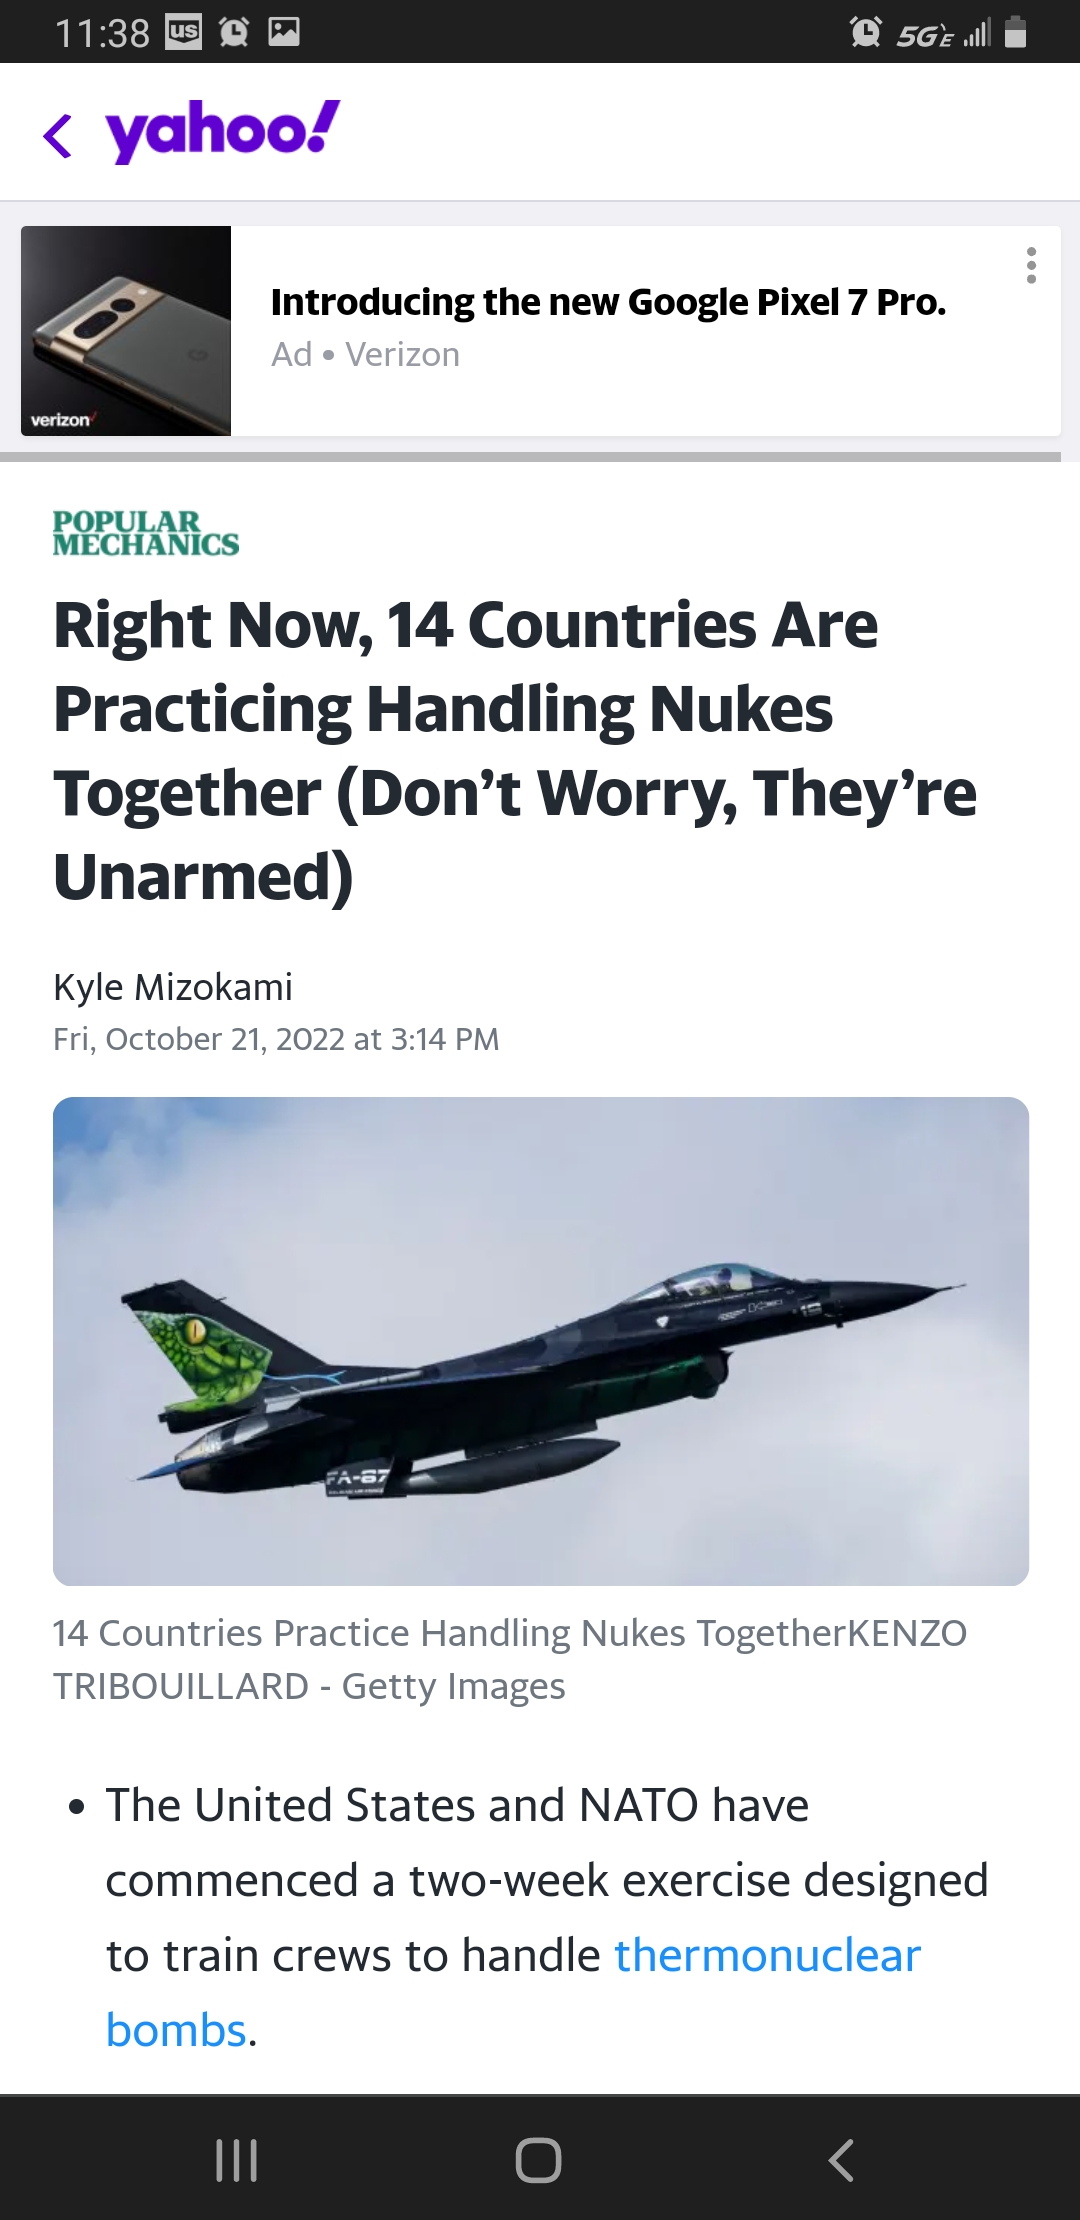 11:38 us 5GE
yahoo!
Introducing the new Google Pixel 7 Pro.
Ad • Verizon
verizon
POPULAR
MECHANICS
Right Now, 14 Countries Are
Practicing Handling Nukes
Together (Don’t Worry, They’re
Unarmed)
Kyle Mizokami
Fri, October 21, 2022 at 3:14 PM
FA-87
14 Countries Practice Handling Nukes TogetherKENZO
TRIBOUILLARD - Getty Images
• The United States and NATO have
commenced a two-week exercise designed
to train crews to handle thermonuclear
bombs.